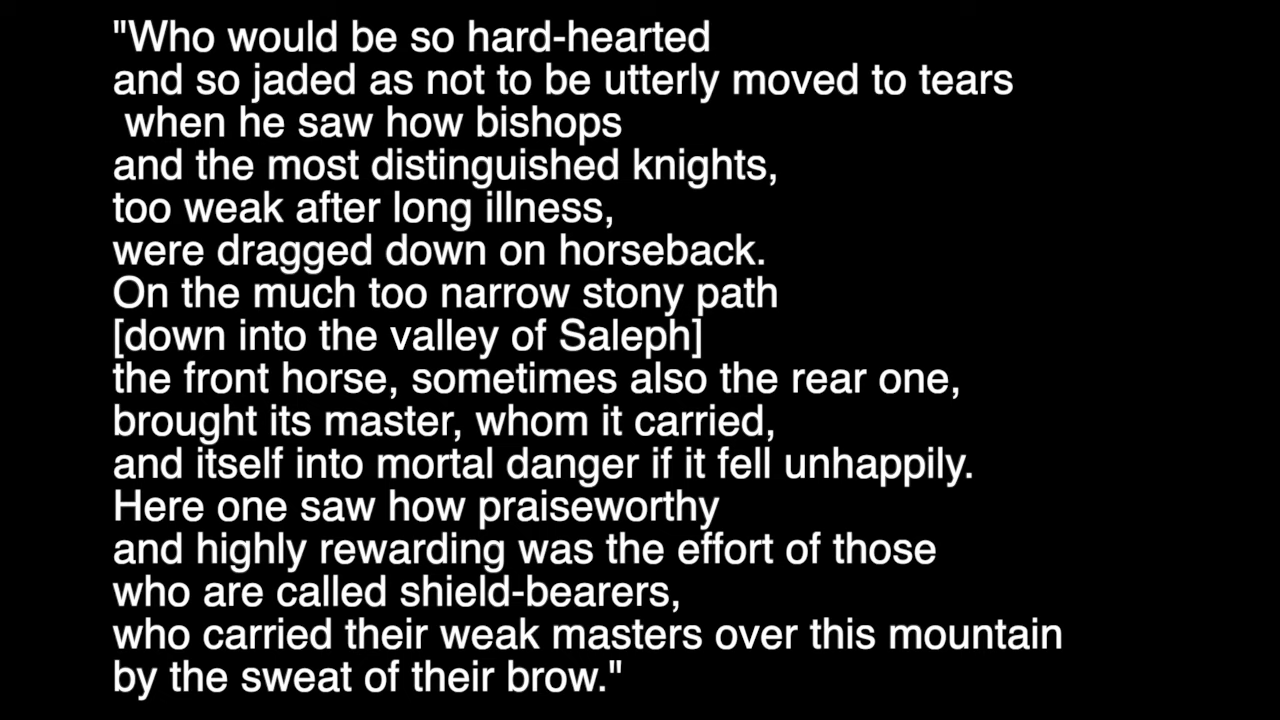 "Who would be so hard-hearted
and so jaded as not to be utterly moved to tears
when he saw how bishops
and the most distinguished knights,
too weak after long illness,
were dragged down on horseback.
On the much too narrow stony path
[down into the valley of Saleph]
the front horse, sometimes also the rear one,
brought its master, whom it carried,
and itself into mortal danger if it fell unhappily.
Here one saw how praiseworthy
and highly rewarding was the effort of those
who are called shield-bearers,
who carried their weak masters over this mountain
by the sweat of their brow."